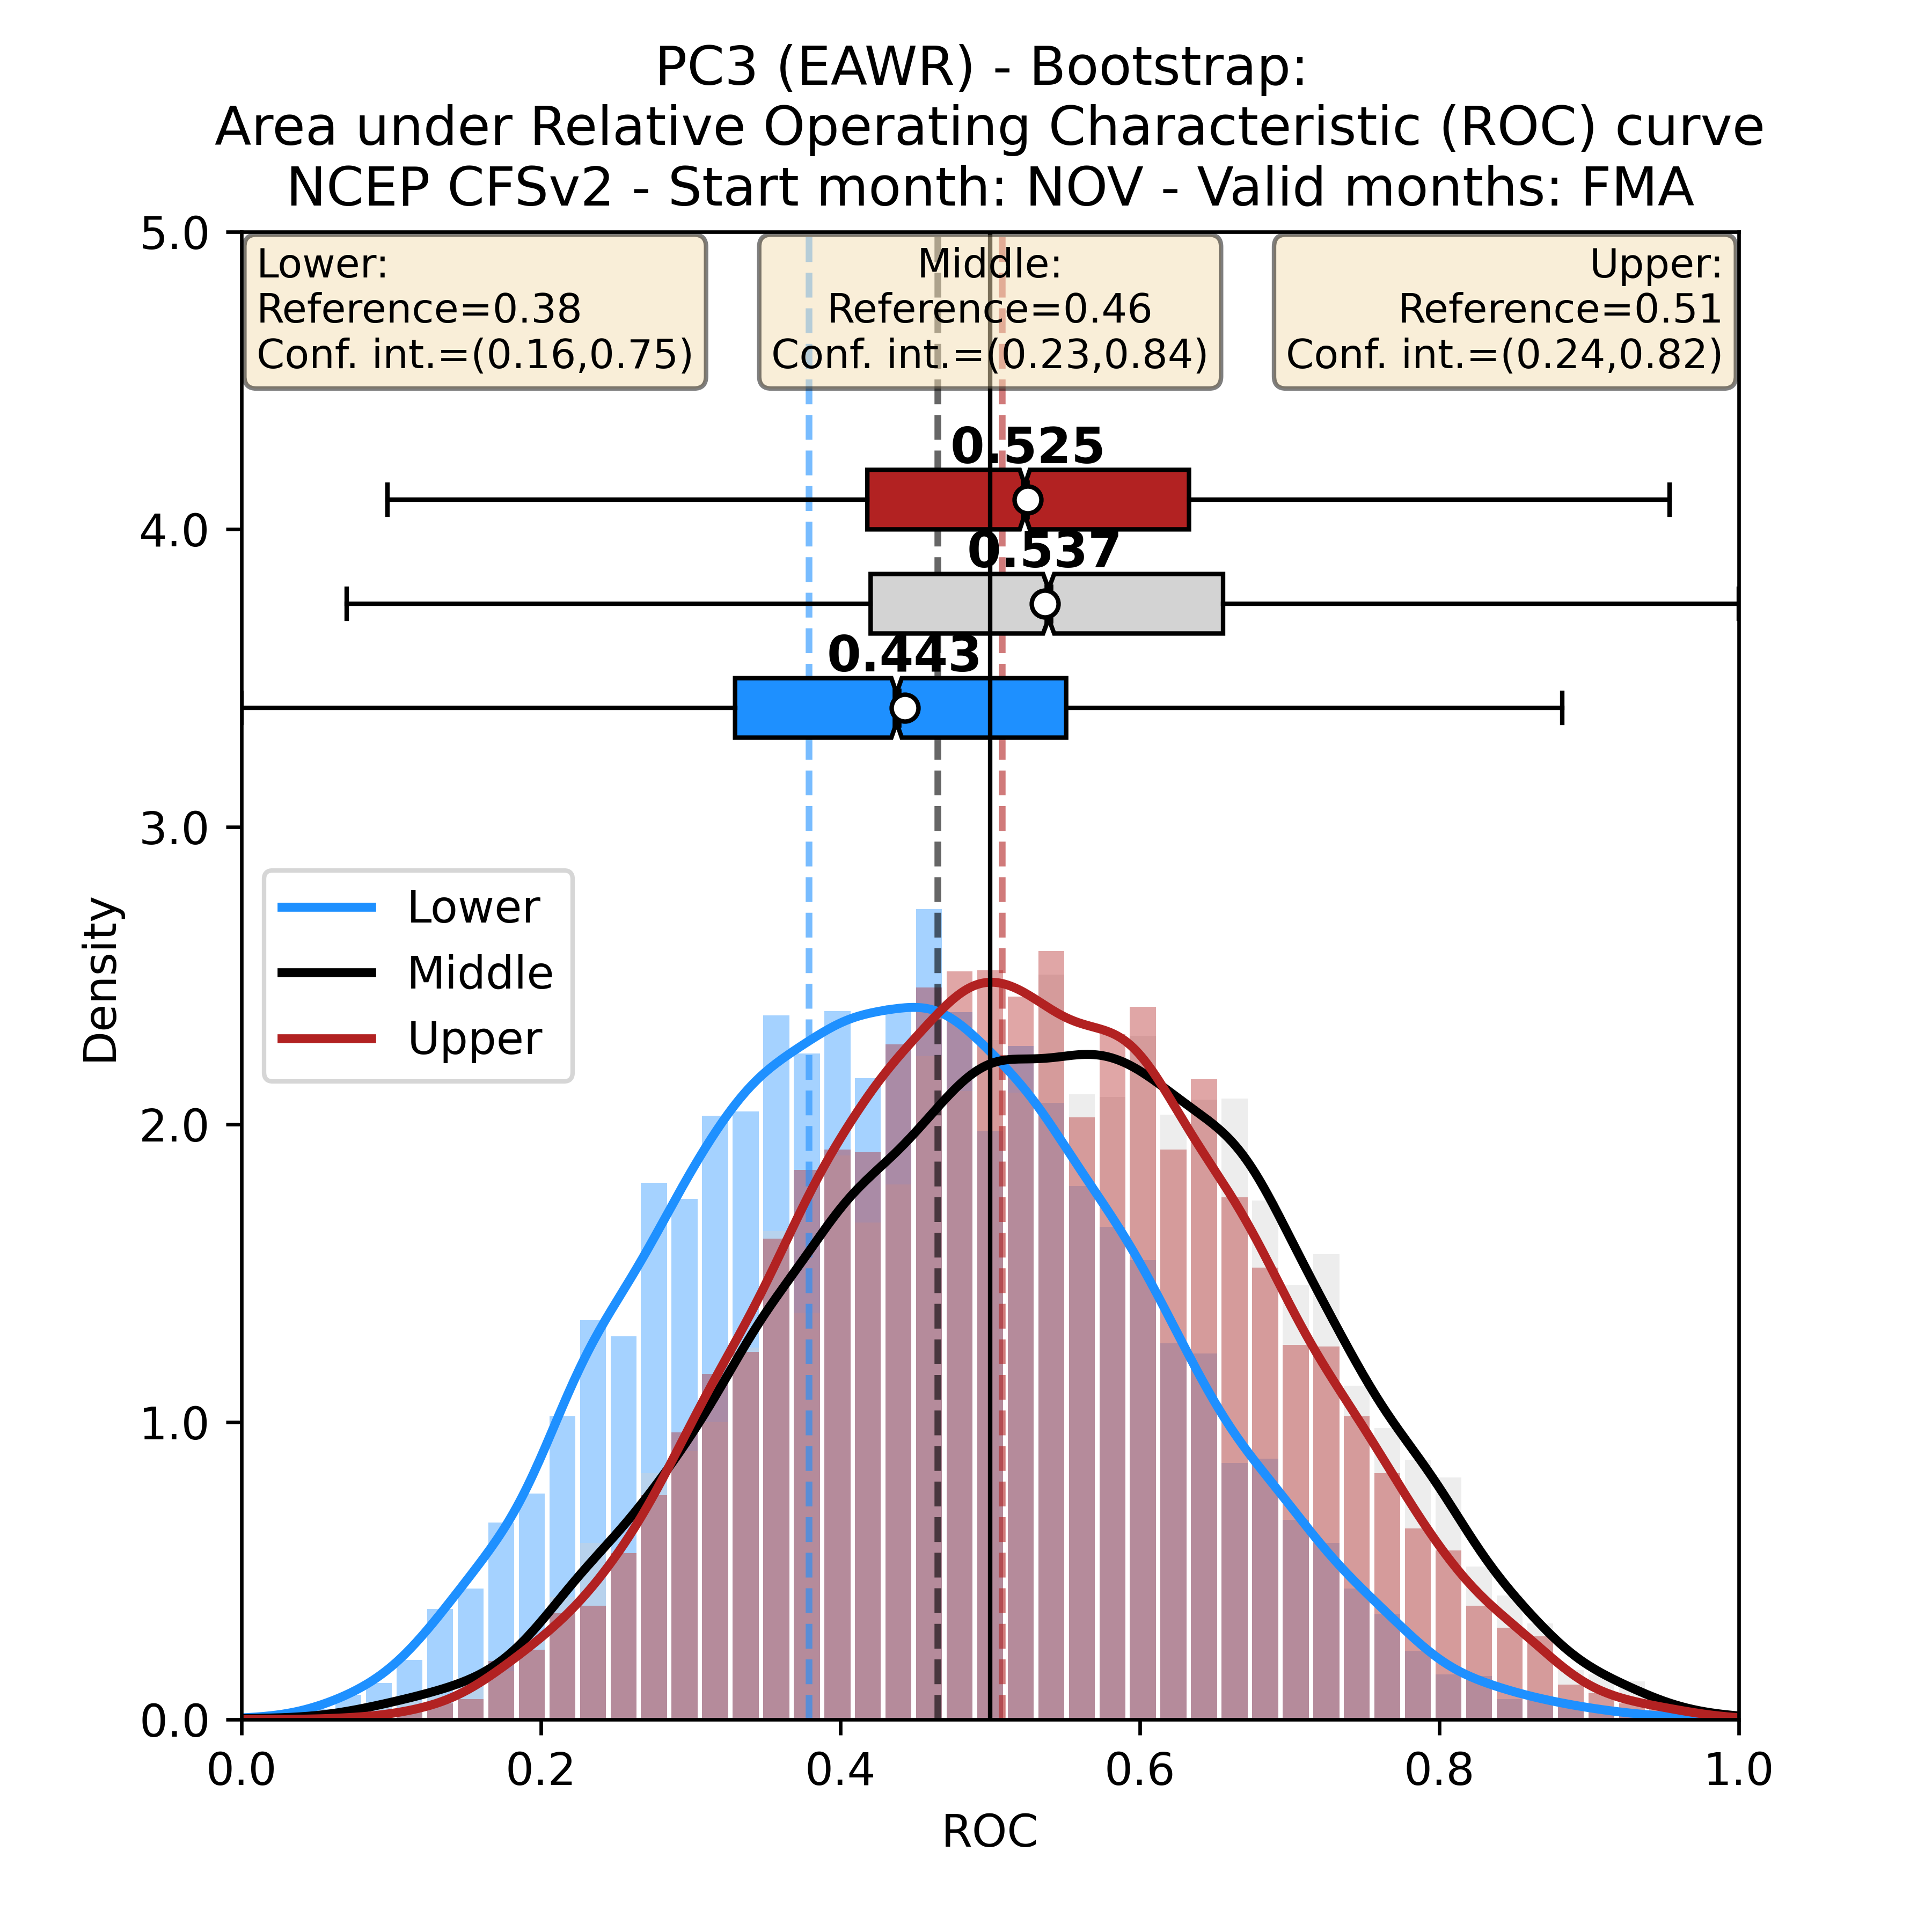 PC3 (EAWR) - Bootstrap:
Area under Relative Operating Characteristic (ROC) curve
NCEP CFSv2 - Start month: NOV - Valid months: FMA
Lower:
Reference=0.38
Conf. int.=(0.16,0.75)
Middle:
Reference=0.46
Conf. int.=(0.23,0.84)
Upper:
Reference=0.51
Conf. int.=(0.24,0.82)
0.525
0.537
0.443
Lower
Middle
Upper
Density
5.0
4.0
3.0
2.0
1.0
0.0
0.0 0.2 0.4 0.6 0.8 1.0
ROC